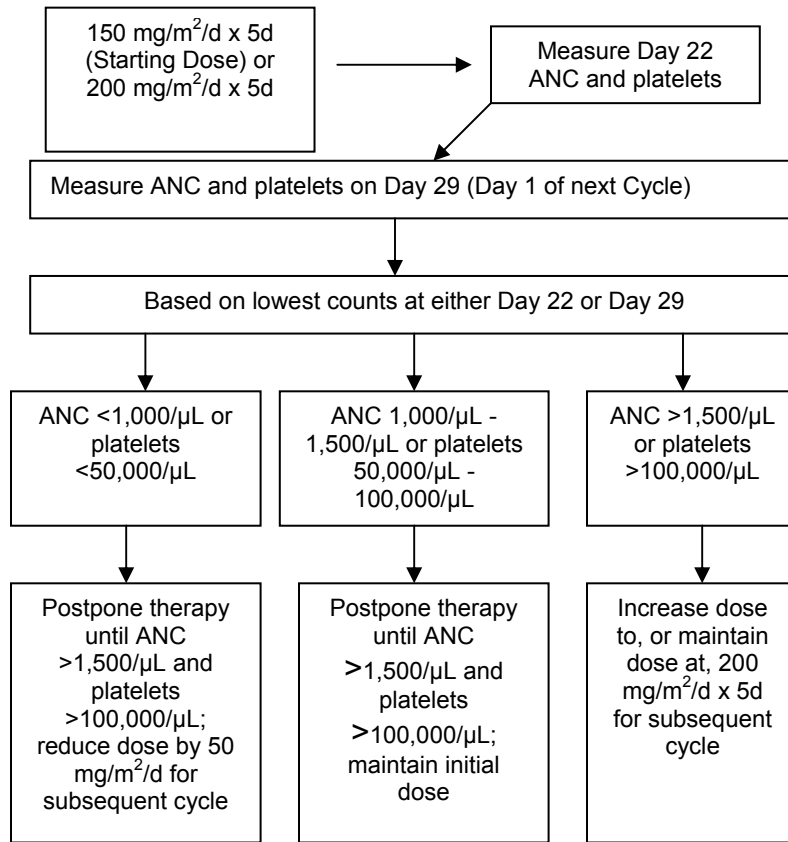 150 mg/m²/d x 5d
(Starting Dose) or
200 mg/m²/d x 5d
Measure Day 22
ANC and platelets
Measure ANC and platelets on Day 29 (Day 1 of next Cycle)
Based on lowest counts at either Day 22 or Day 29
ANC <1,000/µL or
platelets
<50,000/µL
ANC 1,000/µL -
1,500/µL or platelets
50,000/µL -
100,000/µL
ANC >1,500/µL
or platelets
>100,000/µL
Postpone therapy
until ANC
>1,500/µL and
platelets
>100,000/µL;
reduce dose by 50
mg/m²/d for
subsequent cycle
Postpone therapy
until ANC
>1,500/µL and
platelets
>100,000/µL;
maintain initial
dose
Increase dose
to, or maintain
dose at, 200
mg/m²/d x 5d
for subsequent
cycle